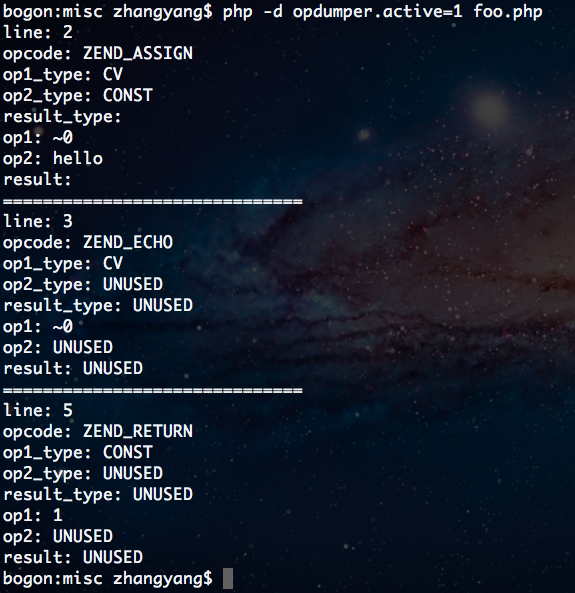 bogon:misc zhangyang$ php -d opdumper.active=1 foo.php
line: 2
opcode: ZEND_ASSIGN
op1_type: CV
op2_type: CONST
result_type:
op1: ~0
op2: hello
result:
==============================
line: 3
opcode: ZEND_ECHO
op1_type: CV
op2_type: UNUSED
result_type: UNUSED
op1: ~0
op2: UNUSED
result: UNUSED
==============================
line: 5
opcode: ZEND_RETURN
op1_type: CONST
op2_type: UNUSED
result_type: UNUSED
op1: 1
op2: UNUSED
result: UNUSED
bogon:misc zhangyang$